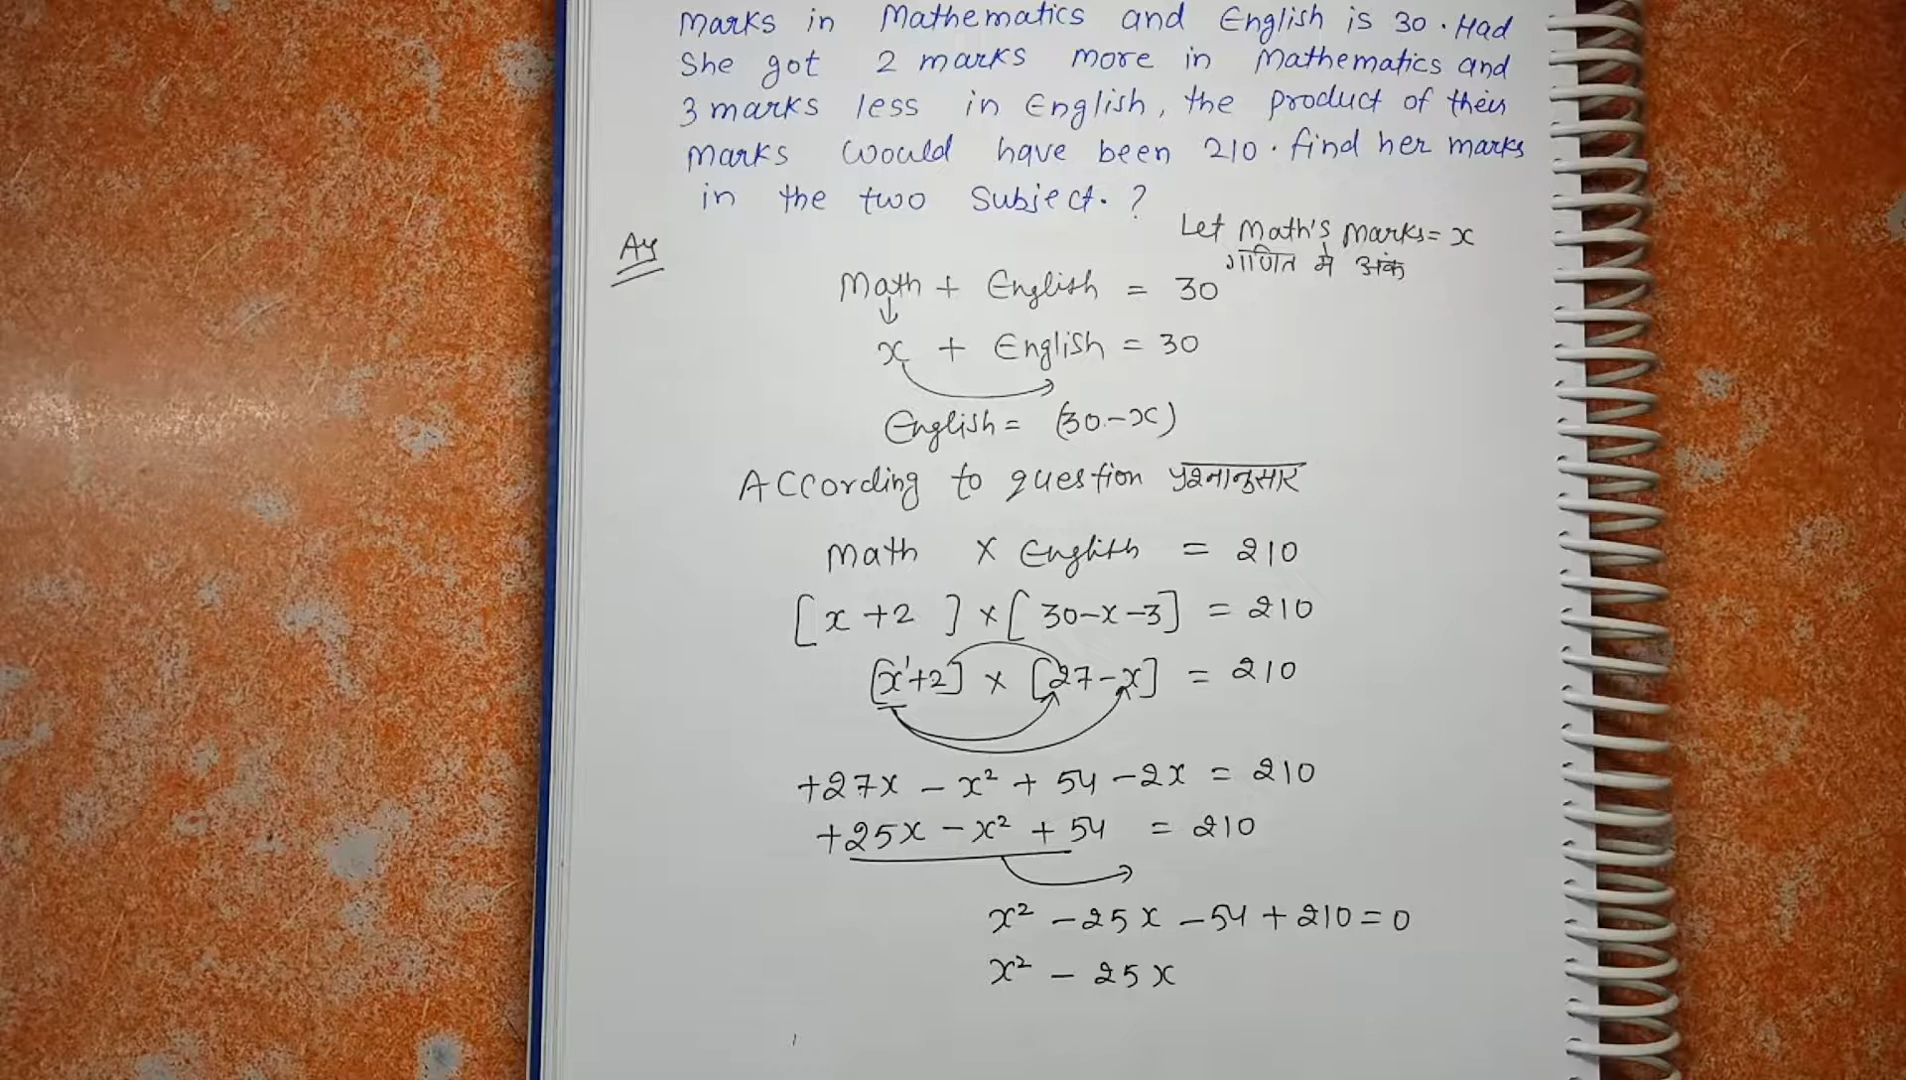 Marks in Mathematics and English is 30. Had
She got 2 marks more in Mathematics and
3 marks less in English, the product of their
Marks would have been 210. find her marks
in the two Subject. ?
Let Math's Marks = x
गणित मे अंक
Ay
Math + English = 30
x + English = 30
English = (30-x)
ACCording to question प्रश्नानुसार
Math X English = 210
[x +2 ] x [30-x-3] = 210
[x'+2] x [27-x] = 210
+27x - x² + 54 -2x = 210
+25x - x² + 54 = 210
x² - 25x - 54 + 210 = 0
x² - 25x